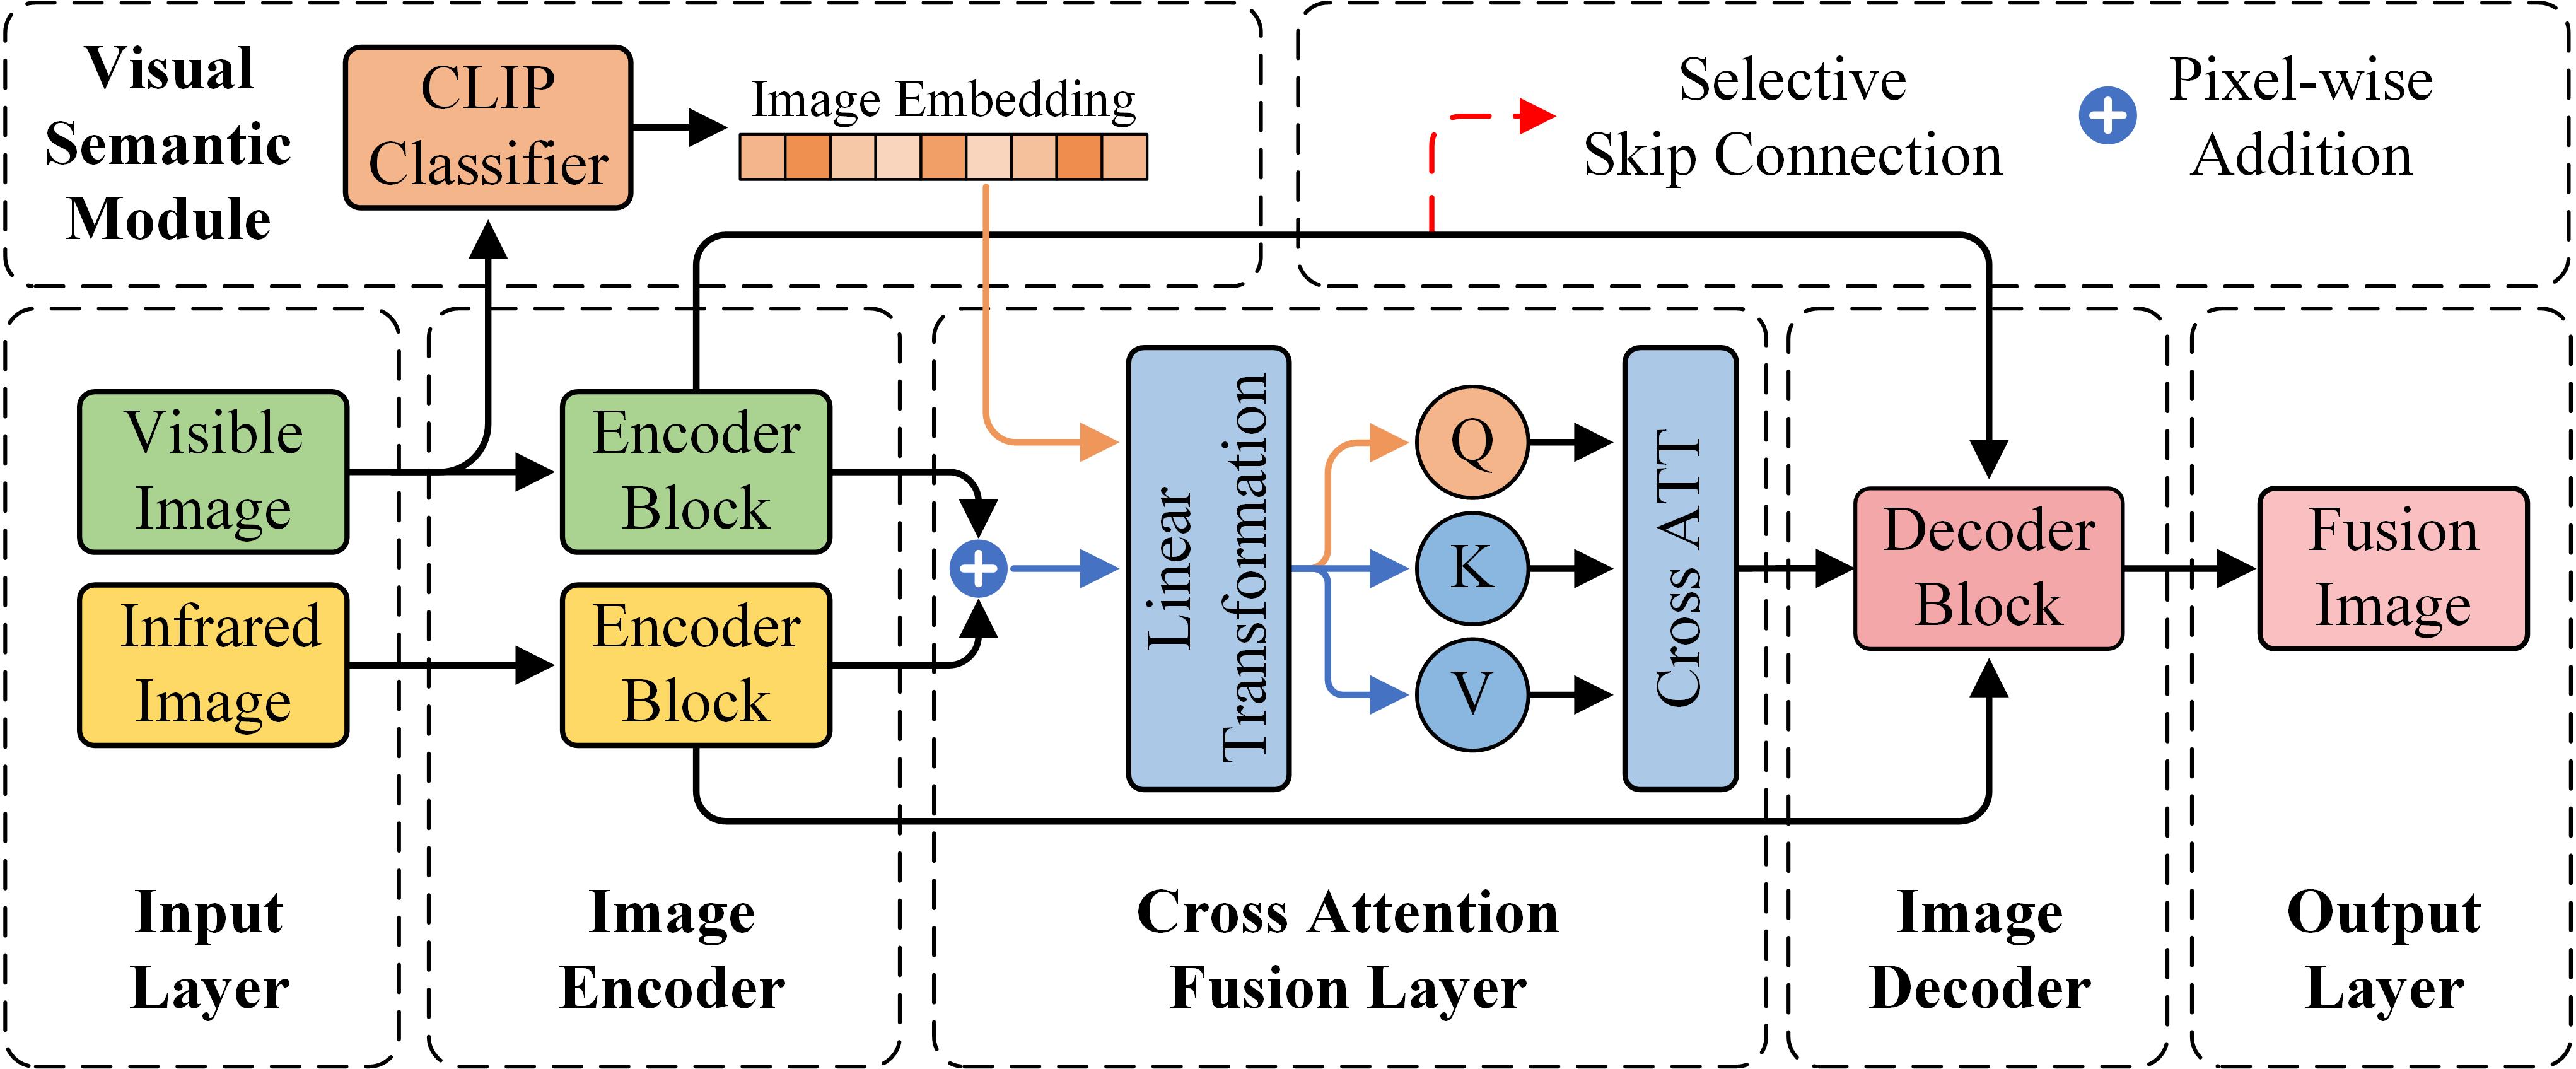 Visual
Semantic
Module
CLIP
Classifier
Image Embedding
Selective
Skip Connection
Pixel-wise
Addition
Visible
Image
Infrared
Image
Input
Layer
Encoder
Block
Encoder
Block
Image
Encoder
Linear
Transformation
Q
K
V
Cross ATT
Cross Attention
Fusion Layer
Decoder
Block
Image
Decoder
Fusion
Image
Output
Layer